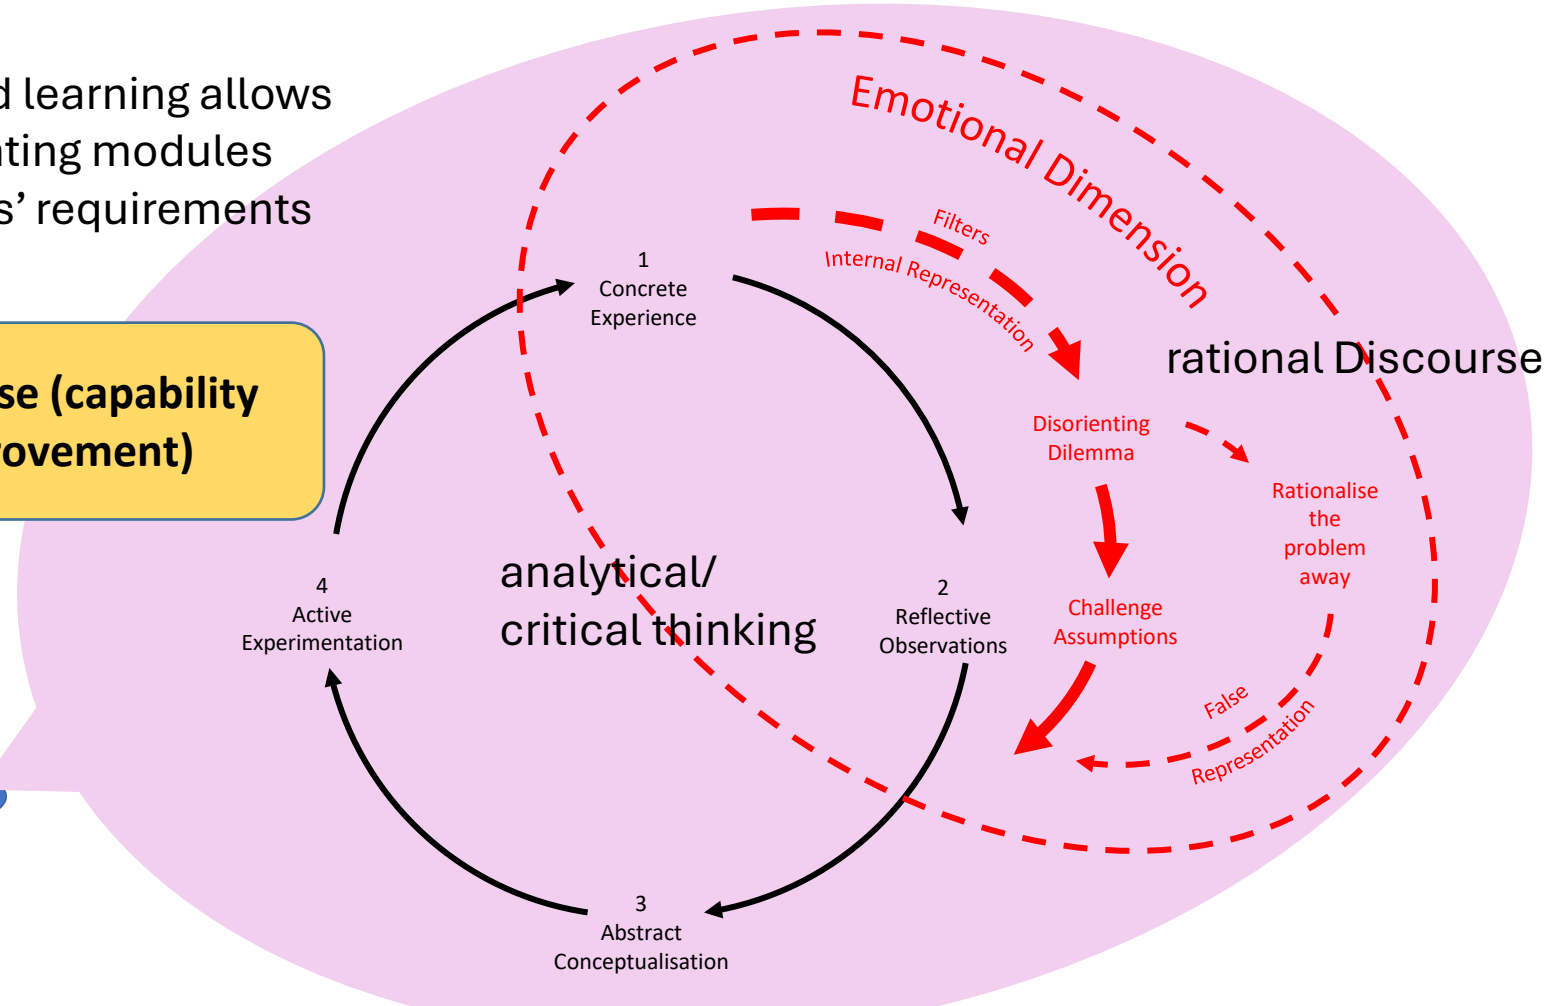 d learning allows
ting modules
s’ requirements
Emotional Dimension
Filters
Internal Representation
1
Concrete
Experience
rational Discourse
se (capability
rovement)
Disorienting
Dilemma
Rationalise
the
problem
away
analytical/
critical thinking
4
Active
Experimentation
2
Reflective
Observations
Challenge
Assumptions
False
Representation
3
Abstract
Conceptualisation